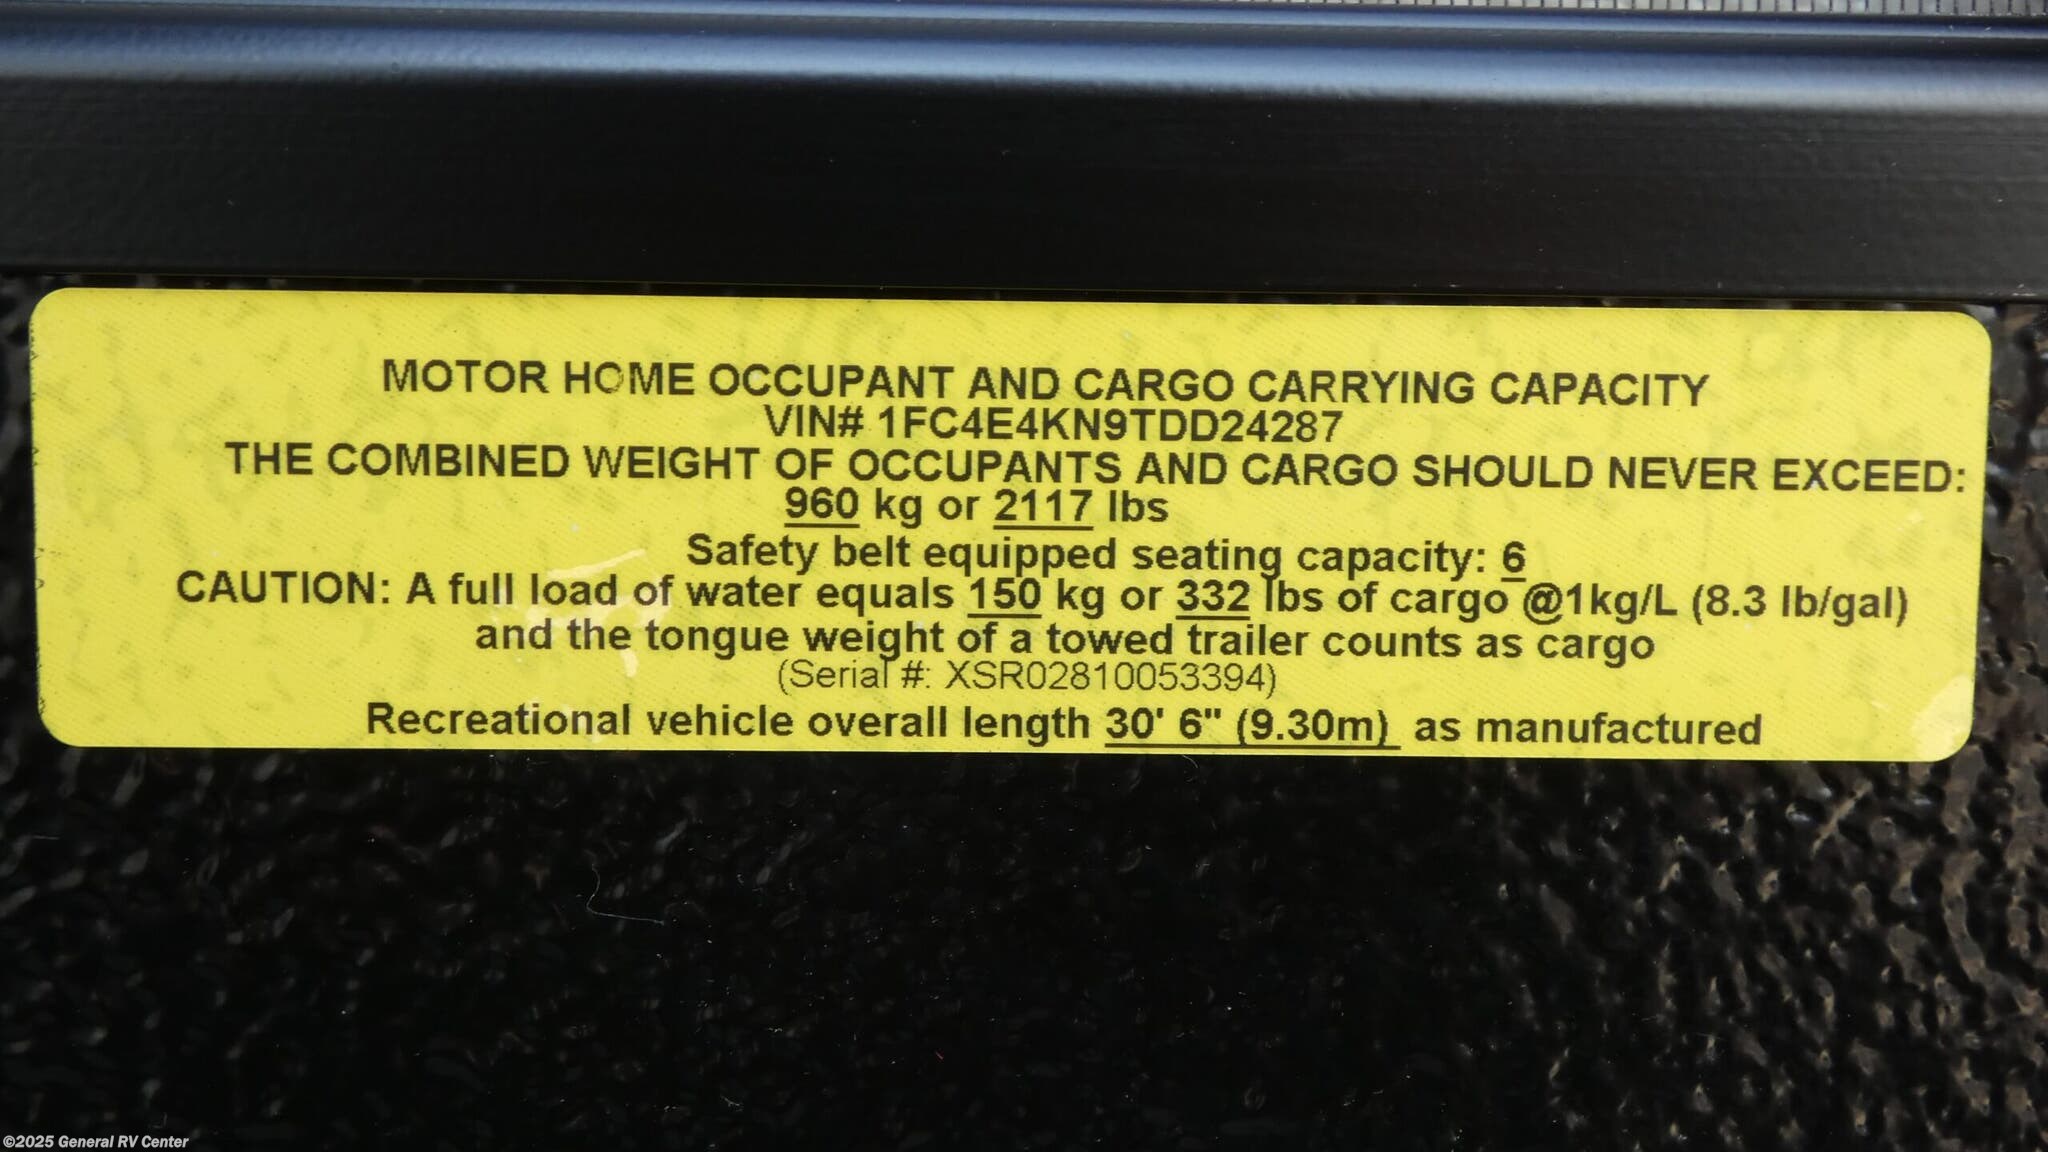 MOTOR HOME OCCUPANT AND CARGO CARRYING CAPACITY
VIN# 1FC4E4KN9TDD24287
THE COMBINED WEIGHT OF OCCUPANTS AND CARGO SHOULD NEVER EXCEED:
960 kg or 2117 lbs
Safety belt equipped seating capacity: 6
CAUTION: A full load of water equals 150 kg or 332 lbs of cargo @1kg/L (8.3 lb/gal)
and the tongue weight of a towed trailer counts as cargo
(Serial #: XSR02810053394)
Recreational vehicle overall length 30' 6" (9.30m) as manufactured
©2025 General RV Center